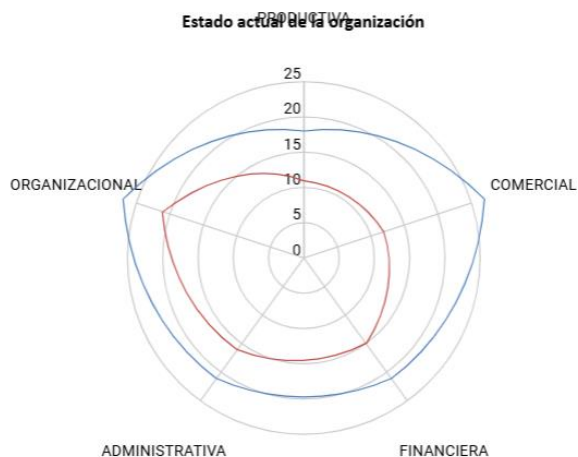 PRODUCTIVA
Estado actual de la organización
25
20
15
10
5
0
ORGANIZACIONAL
COMERCIAL
ADMINISTRATIVA
FINANCIERA